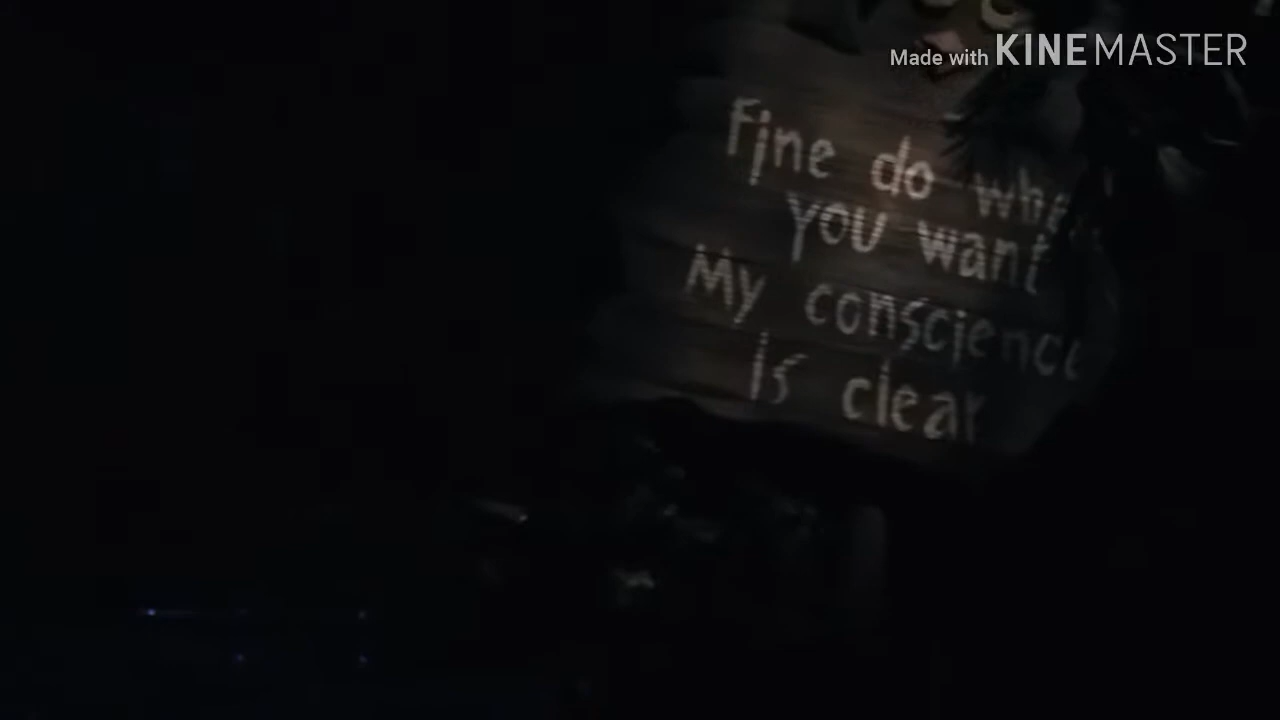 Made with KINEMASTER
Fine do
you want
My conscience
is clear